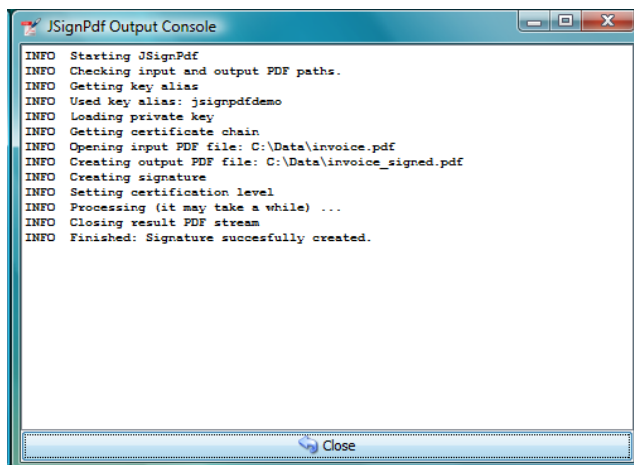 JSignPdf Output Console
INFO Starting JSignPdf
INFO Checking input and output PDF paths.
INFO Getting key alias
INFO Used key alias: jsignpdfdemo
INFO Loading private key
INFO Getting certificate chain
INFO Opening input PDF file: C:\Data\invoice.pdf
INFO Creating output PDF file: C:\Data\invoice_signed.pdf
INFO Creating signature
INFO Setting certification level
INFO Processing (it may take a while) ...
INFO Closing result PDF stream
INFO Finished: Signature succesfully created.
Close